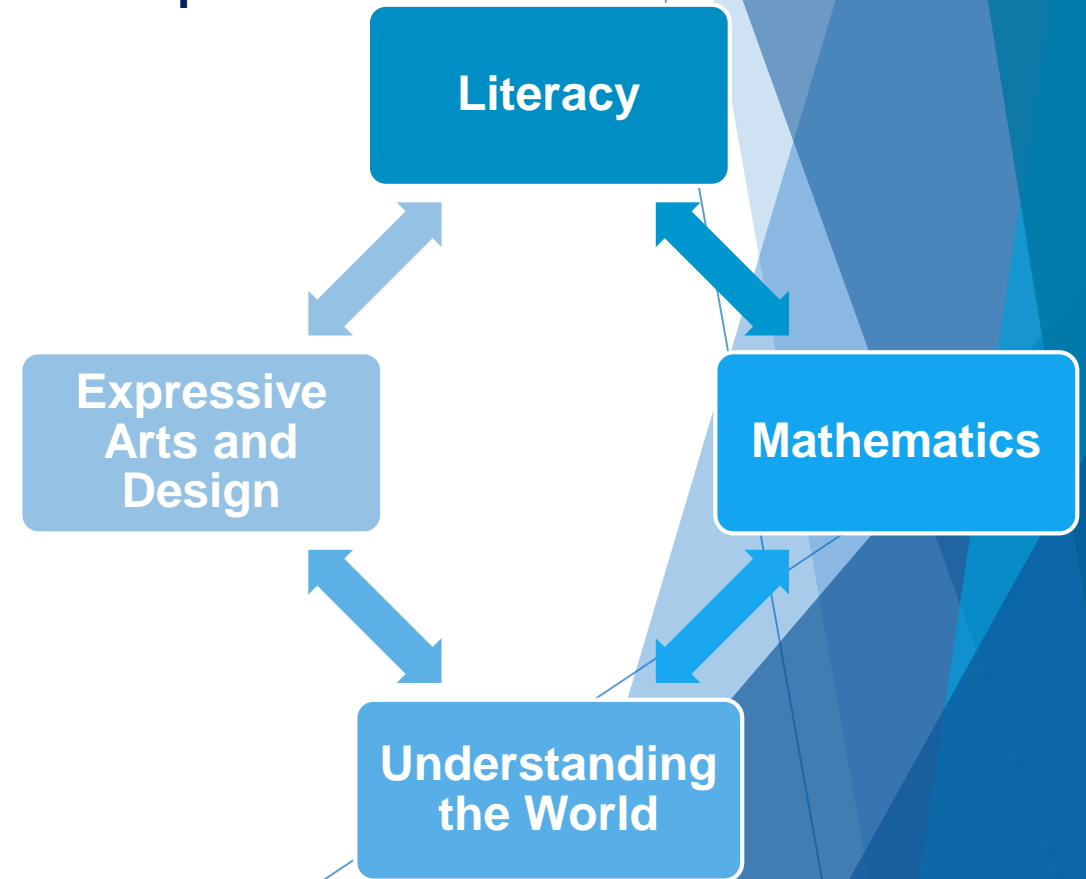 Literacy
Expressive
Arts and
Design
Mathematics
Understanding
the World